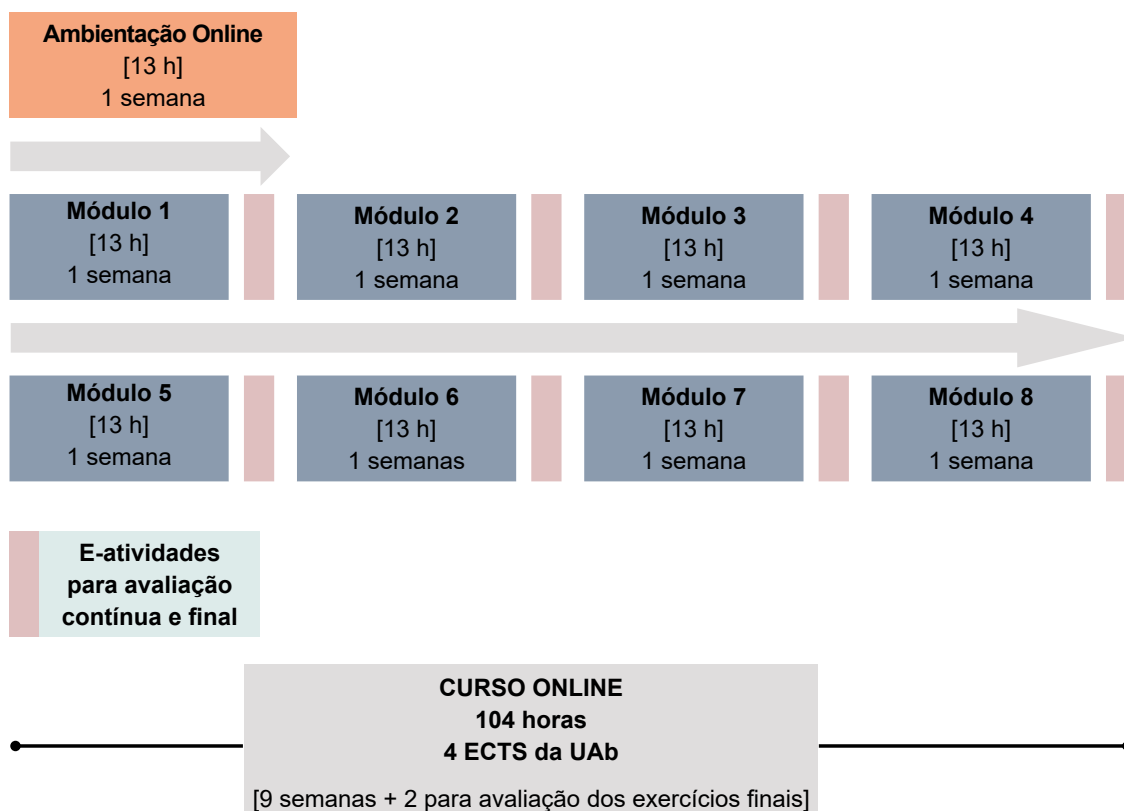 Ambientação Online
[13 h]
1 semana
Módulo 1
[13 h]
1 semana
Módulo 2
[13 h]
1 semana
Módulo 3
[13 h]
1 semana
Módulo 4
[13 h]
1 semana
Módulo 5
[13 h]
1 semana
Módulo 6
[13 h]
1 semanas
Módulo 7
[13 h]
1 semana
Módulo 8
[13 h]
1 semana
E-atividades
para avaliação
contínua e final
CURSO ONLINE
104 horas
4 ECTS da UAb
[9 semanas + 2 para avaliação dos exercícios finais]